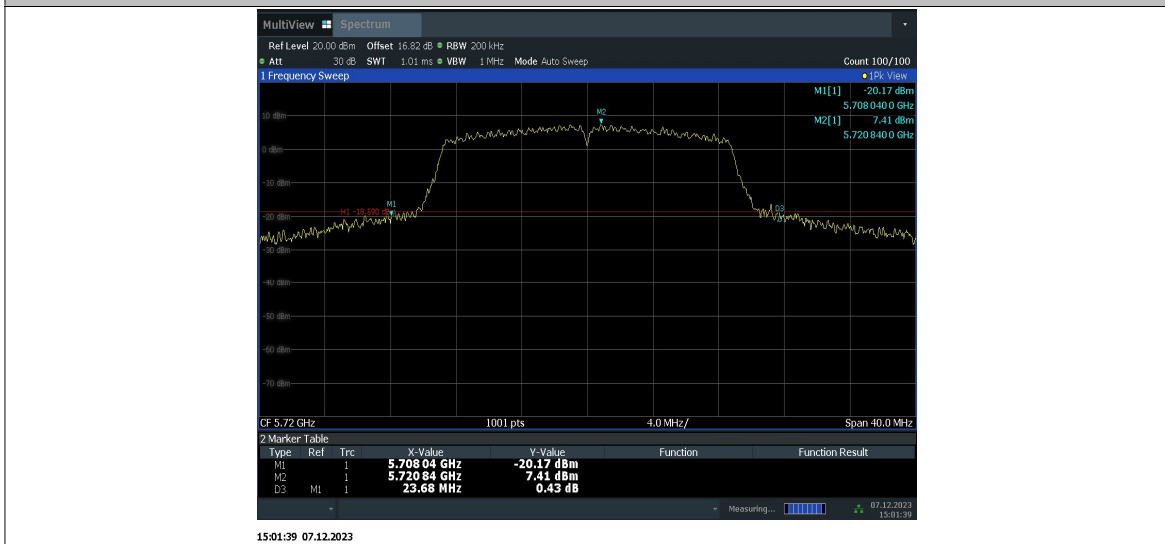 MultiView Spectrum
Ref Level 20.00 dBm Offset 16.82 dB RBW 200 kHz
Att 30 dB SWT 1.01 ms VBW 1 MHz Mode Auto Sweep Count 100/100
1 Frequency Sweep 1Pk View
M1[1] -20.17 dBm
5.708 040 0 GHz
M2[1] 7.41 dBm
5.720 840 0 GHz
M2
10 dBm
0 dBm
-10 dBm
M1
H1 -18.590 dBm
D3
-20 dBm
-30 dBm
-40 dBm
-50 dBm
-60 dBm
-70 dBm
CF 5.72 GHz 1001 pts 4.0 MHz/ Span 40.0 MHz
2 Marker Table
Type Ref Trc X-Value Y-Value Function Function Result
M1 1 5.708 04 GHz -20.17 dBm
M2 1 5.720 84 GHz 7.41 dBm
D3 M1 1 23.68 MHz 0.43 dB
Measuring... 07.12.2023
15:01:39
15:01:39 07.12.2023